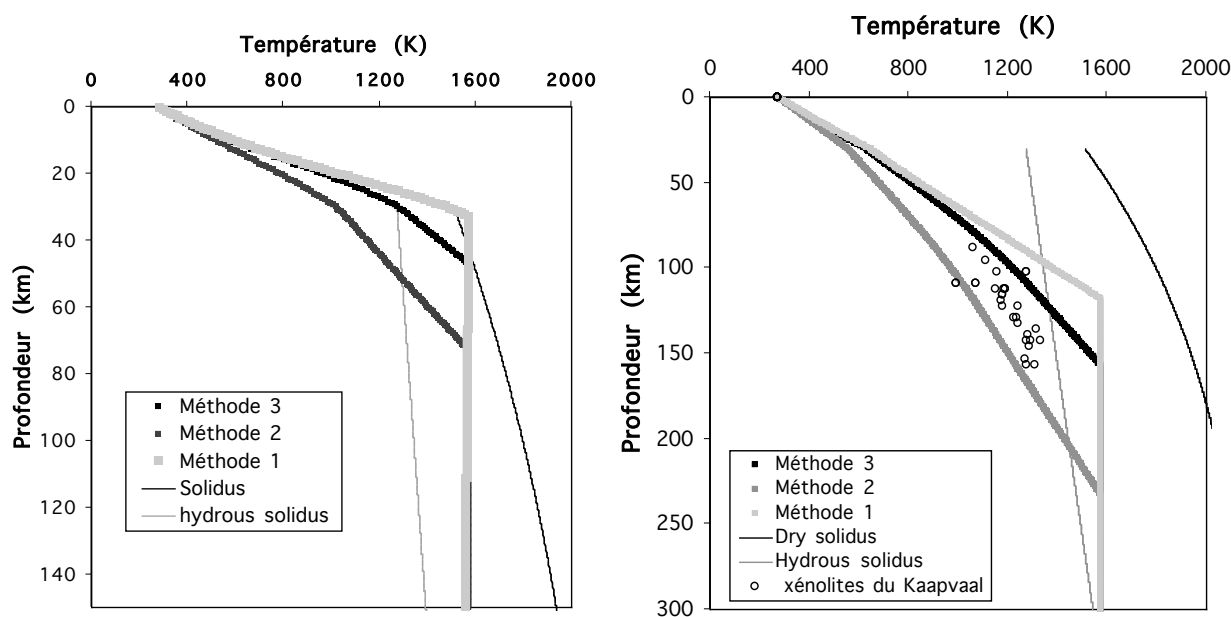 Température (K)
0 400 800 1200 1600 2000
0
20
40
60
80
100
120
140
Profondeur (km)
Méthode 3
Méthode 2
Méthode 1
Solidus
hydrous solidus
Température (K)
0 400 800 1200 1600 2000
0
50
100
150
200
250
300
Profondeur (km)
Méthode 3
Méthode 2
Méthode 1
Dry solidus
Hydrous solidus
xénolites du Kaapvaal